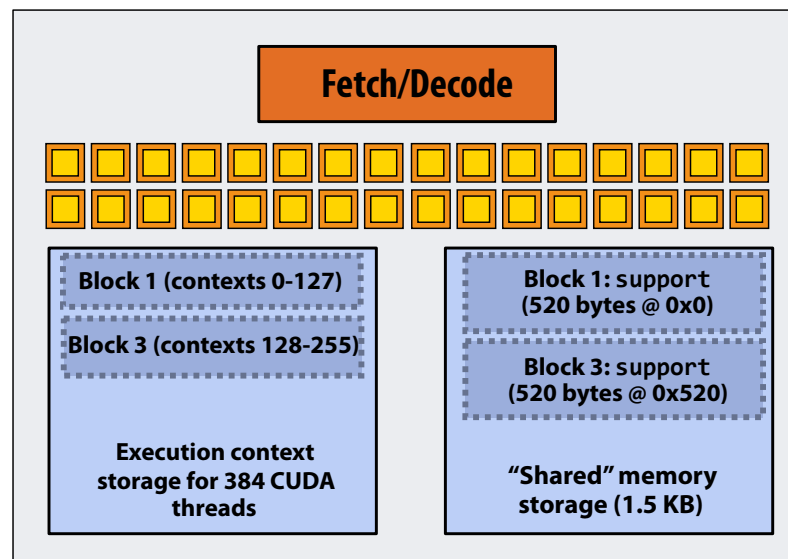 Fetch/Decode
Block 1 (contexts 0-127)
Block 3 (contexts 128-255)
Execution context
storage for 384 CUDA
threads
Block 1: support
(520 bytes @ 0x0)
Block 3: support
(520 bytes @ 0x520)
“Shared” memory
storage (1.5 KB)